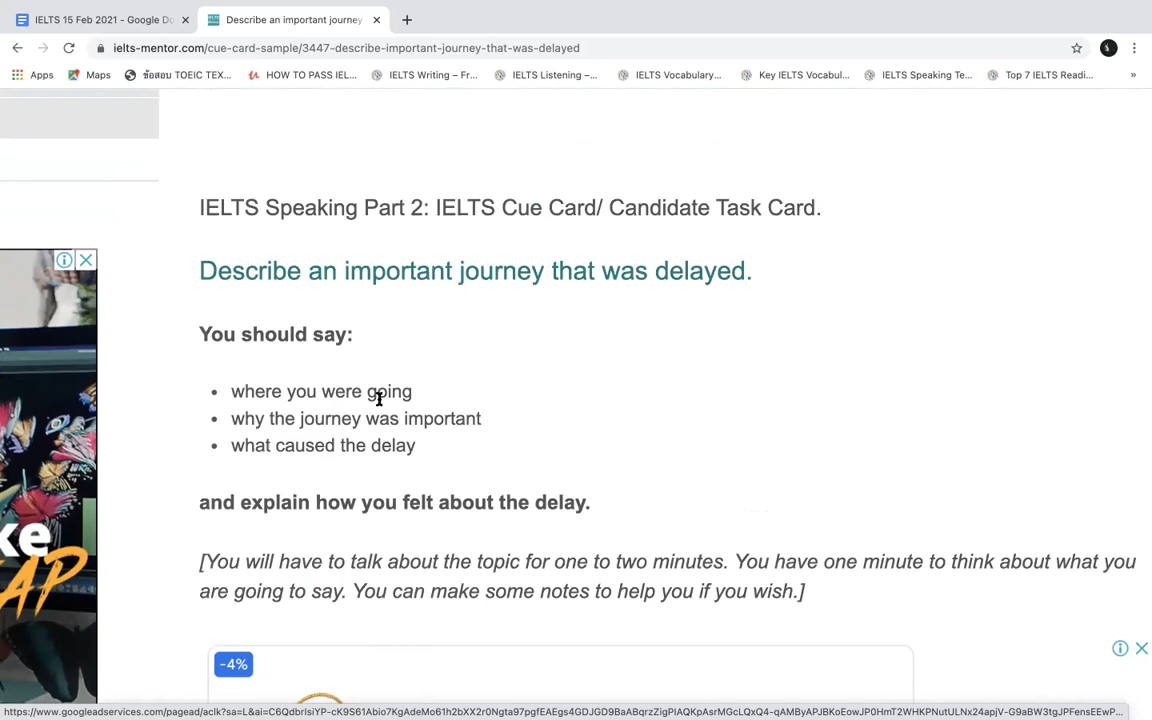 IELTS 15 Feb 2021 - Google Do
Describe an important journey
ielts-mentor.com/cue-card-sample/3447-describe-important-journey-that-was-delayed
Apps
Maps
ข้อสอบ TOEIC TEX...
HOW TO PASS IEL...
IELTS Writing – Fr...
IELTS Listening –...
IELTS Vocabulary...
Key IELTS Vocabul...
IELTS Speaking Te...
Top 7 IELTS Readi...
»
IELTS Speaking Part 2: IELTS Cue Card/ Candidate Task Card.
Describe an important journey that was delayed.
You should say:
• where you were going
• why the journey was important
• what caused the delay
and explain how you felt about the delay.
[You will have to talk about the topic for one to two minutes. You have one minute to think about what you
are going to say. You can make some notes to help you if you wish.]
-4%